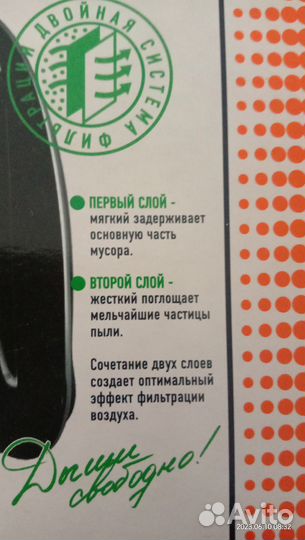 ДВОЙНАЯ СИСТЕМА ФИЛЬТРАЦИИ
ПЕРВЫЙ СЛОЙ -
мягкий задерживает
основную часть
мусора.
ВТОРОЙ СЛОЙ -
жесткий поглощает
мельчайшие частицы
пыли.
Сочетание двух слоев
создает оптимальный
эффект фильтрации
воздуха.
Дыши
свободно!
Avito
2023.06.10 08:32